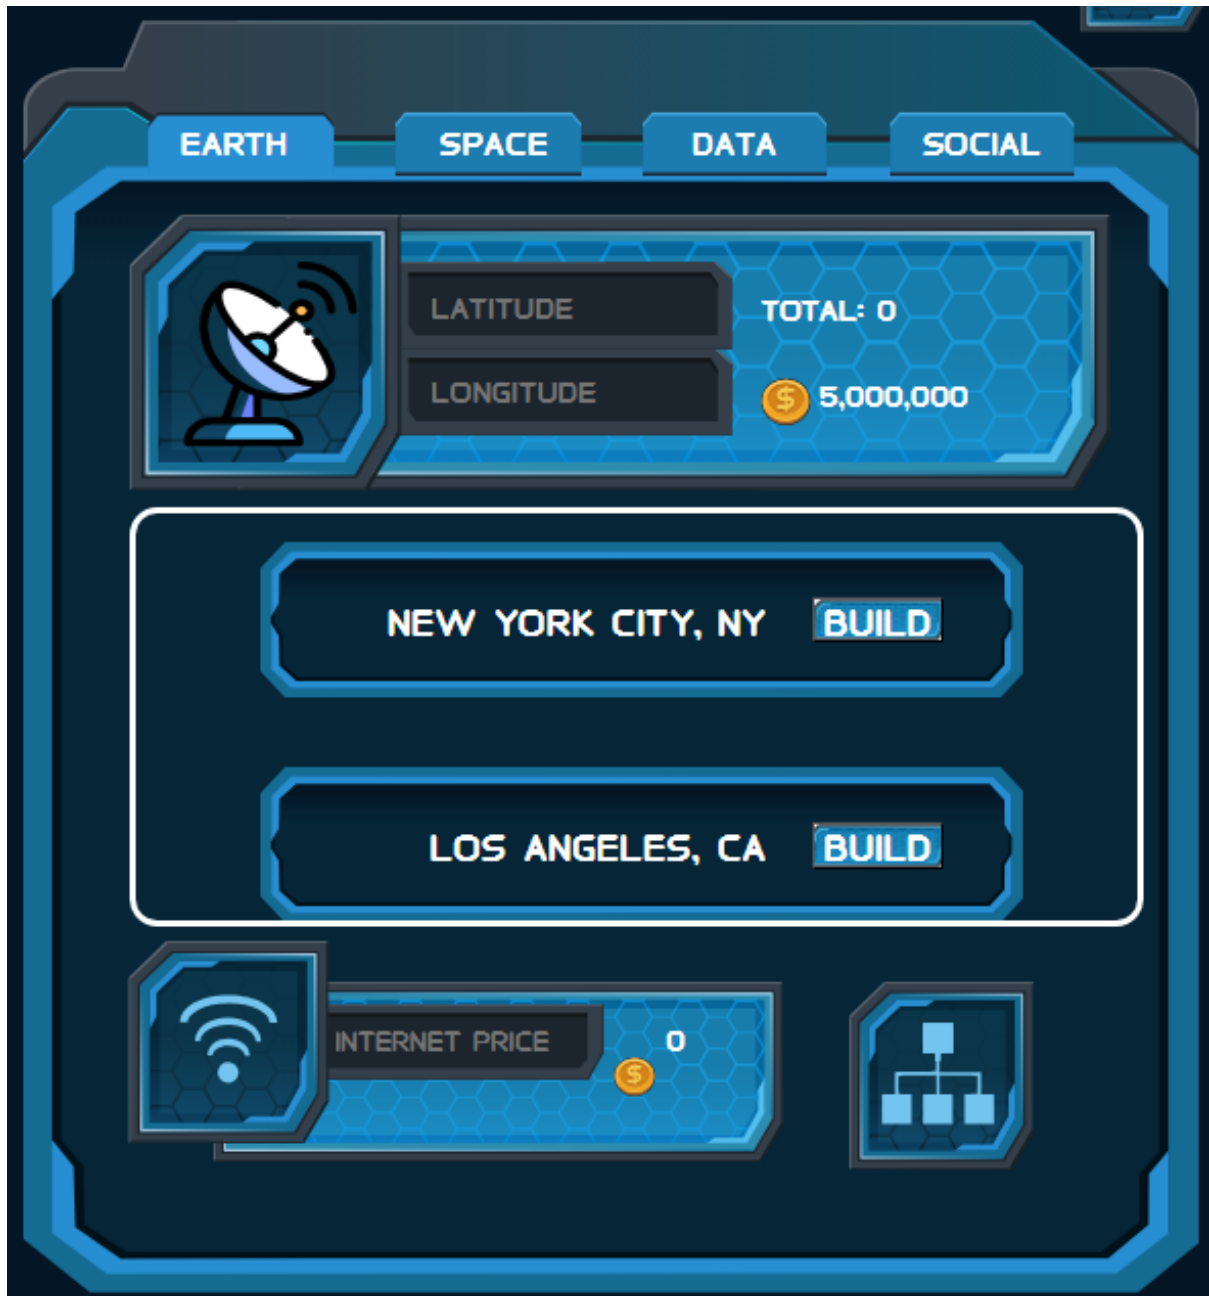 EARTH SPACE DATA SOCIAL
LATITUDE
TOTAL: 0
LONGITUDE
5,000,000
NEW YORK CITY, NY BUILD
LOS ANGELES, CA BUILD
INTERNET PRICE 0